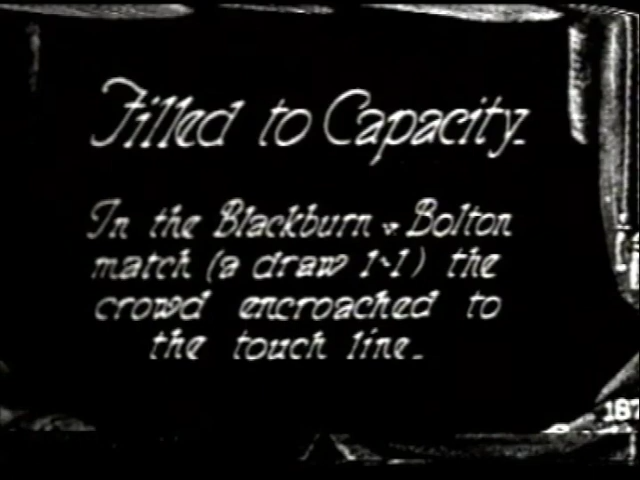 Filled to Capacity.
In the Blackburn v Bolton
match (a draw 1-1) the
crowd encroached to
the touch line.